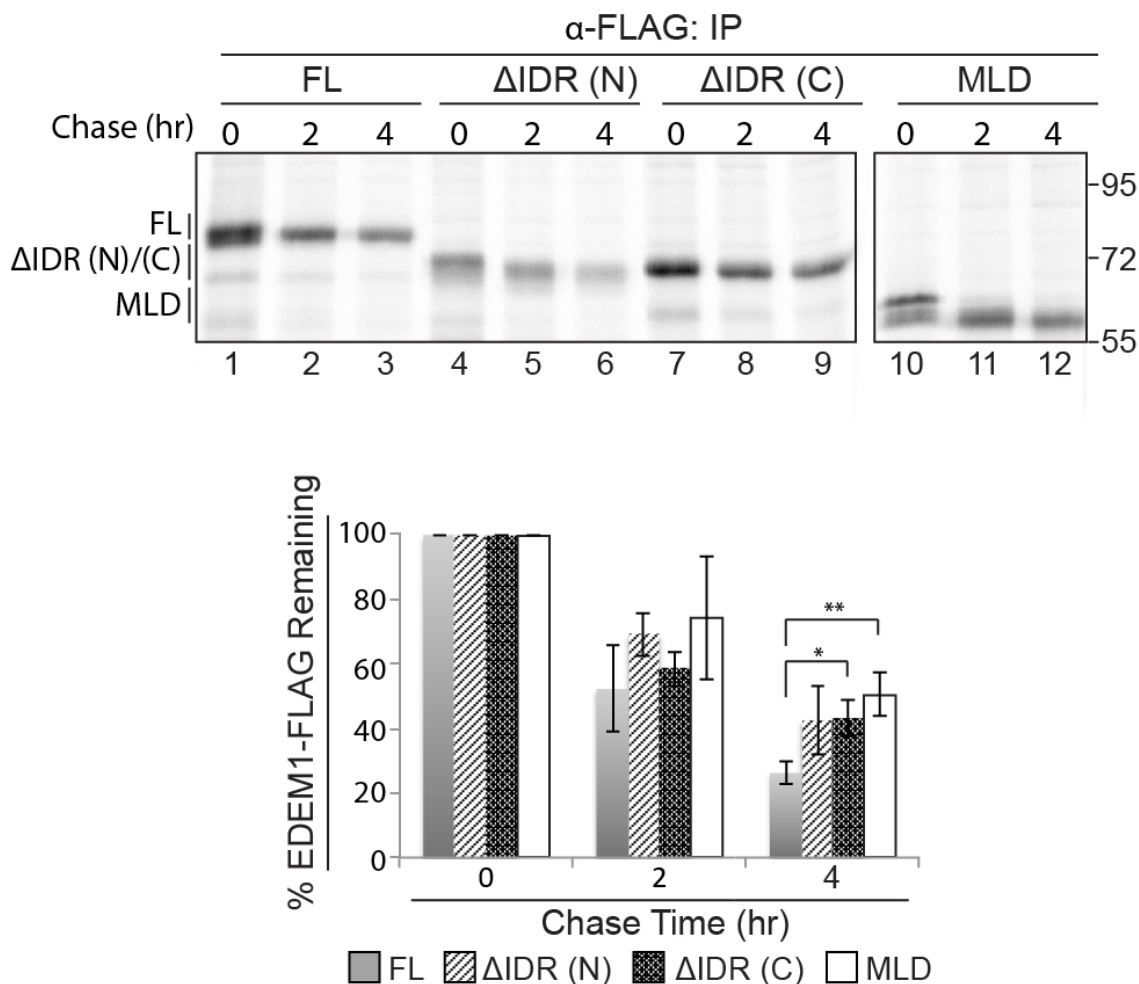 α-FLAG: IP
FL ΔIDR (N) ΔIDR (C) MLD
Chase (hr) 0 2 4 0 2 4 0 2 4 0 2 4
95
FL
ΔIDR (N)/(C)
72
MLD
55
1 2 3 4 5 6 7 8 9 10 11 12
% EDEM1-FLAG Remaining
100
80
60
40
20
0
**
*
0 2 4
Chase Time (hr)
FL ΔIDR (N) ΔIDR (C) MLD